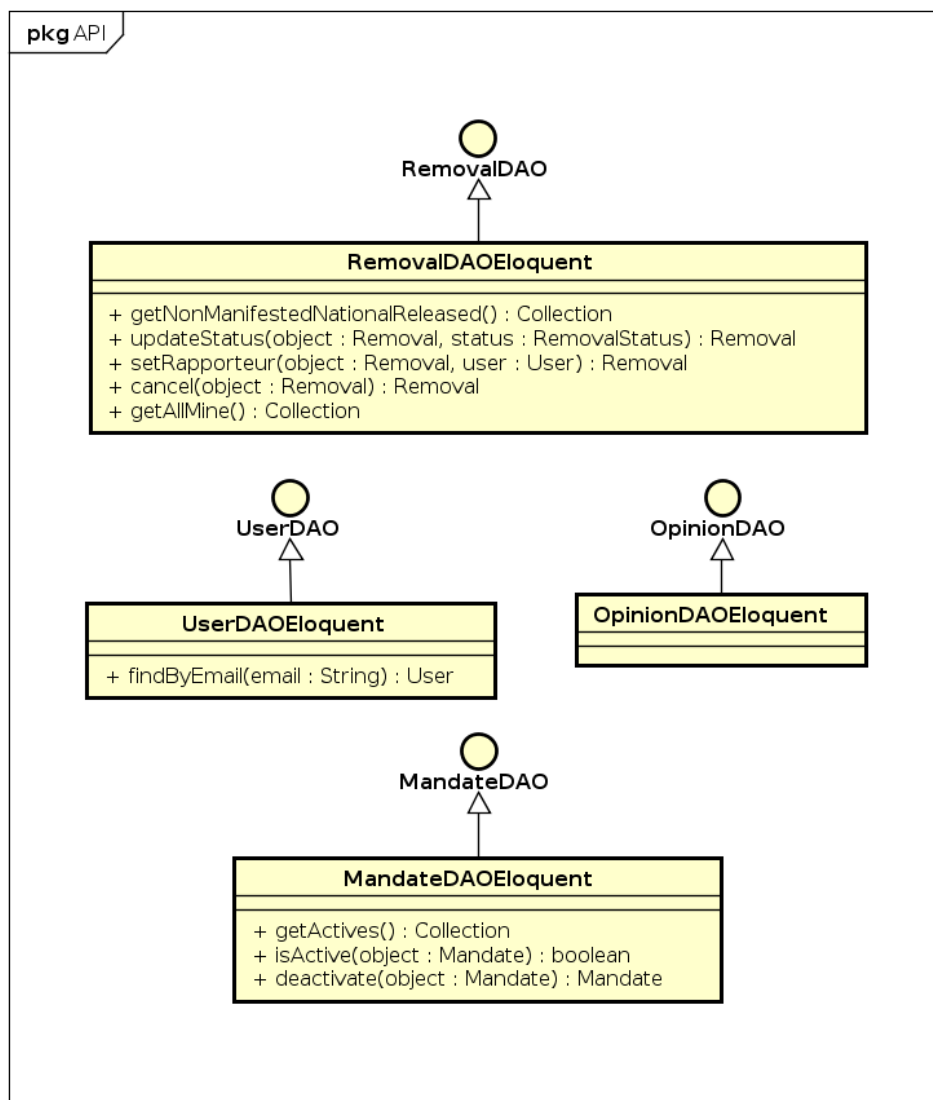 pkg API
RemovalDAO
RemovalDAOEloquent
+ getNonManifestedNationalReleased() : Collection
+ updateStatus(object : Removal, status : RemovalStatus) : Removal
+ setRapporteur(object : Removal, user : User) : Removal
+ cancel(object : Removal) : Removal
+ getAllMine() : Collection
UserDAO
OpinionDAO
UserDAOEloquent
+ findByEmail(email : String) : User
OpinionDAOEloquent
MandateDAO
MandateDAOEloquent
+ getActives() : Collection
+ isActive(object : Mandate) : boolean
+ deactivate(object : Mandate) : Mandate